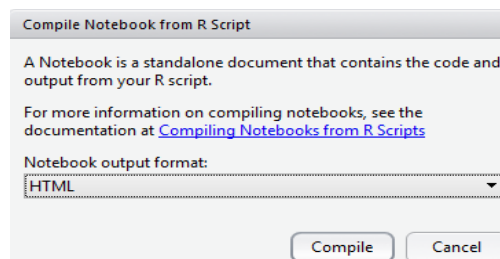 Compile Notebook from R Script
A Notebook is a standalone document that contains the code and
output from your R script.
For more information on compiling notebooks, see the
documentation at Compiling Notebooks from R Scripts
Notebook output format:
HTML
Compile Cancel